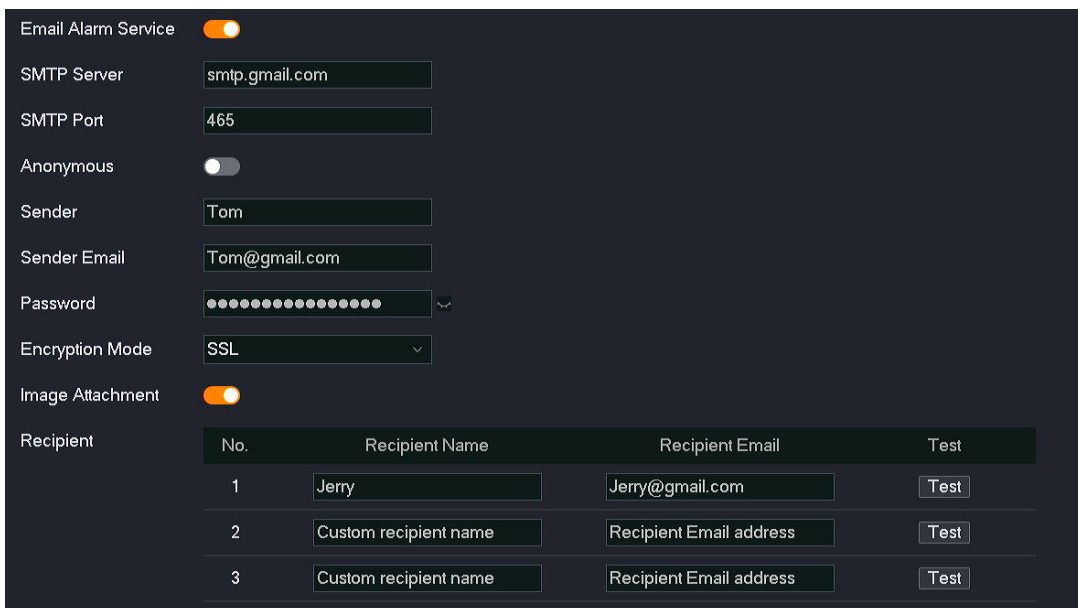 Email Alarm Service
SMTP Server smtp.gmail.com
SMTP Port 465
Anonymous
Sender Tom
Sender Email Tom@gmail.com
Password ●●●●●●●●●●●●●●●●
Encryption Mode SSL
Image Attachment
Recipient No. Recipient Name Recipient Email Test
1 Jerry Jerry@gmail.com Test
2 Custom recipient name Recipient Email address Test
3 Custom recipient name Recipient Email address Test